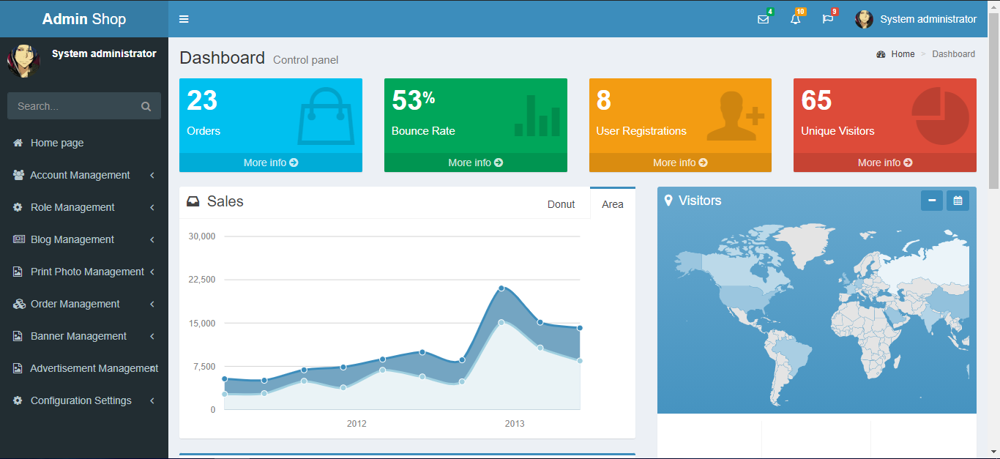 Admin Shop
4
10
9
System administrator
System administrator
Search...
Home page
Account Management
Role Management
Blog Management
Print Photo Management
Order Management
Banner Management
Advertisement Management
Configuration Settings
Dashboard Control panel
Home > Dashboard
23
Orders
More info
53%
Bounce Rate
More info
8
User Registrations
More info
65
Unique Visitors
More info
Sales
Donut
Area
30,000
22,500
15,000
7,500
0
2012
2013
Visitors